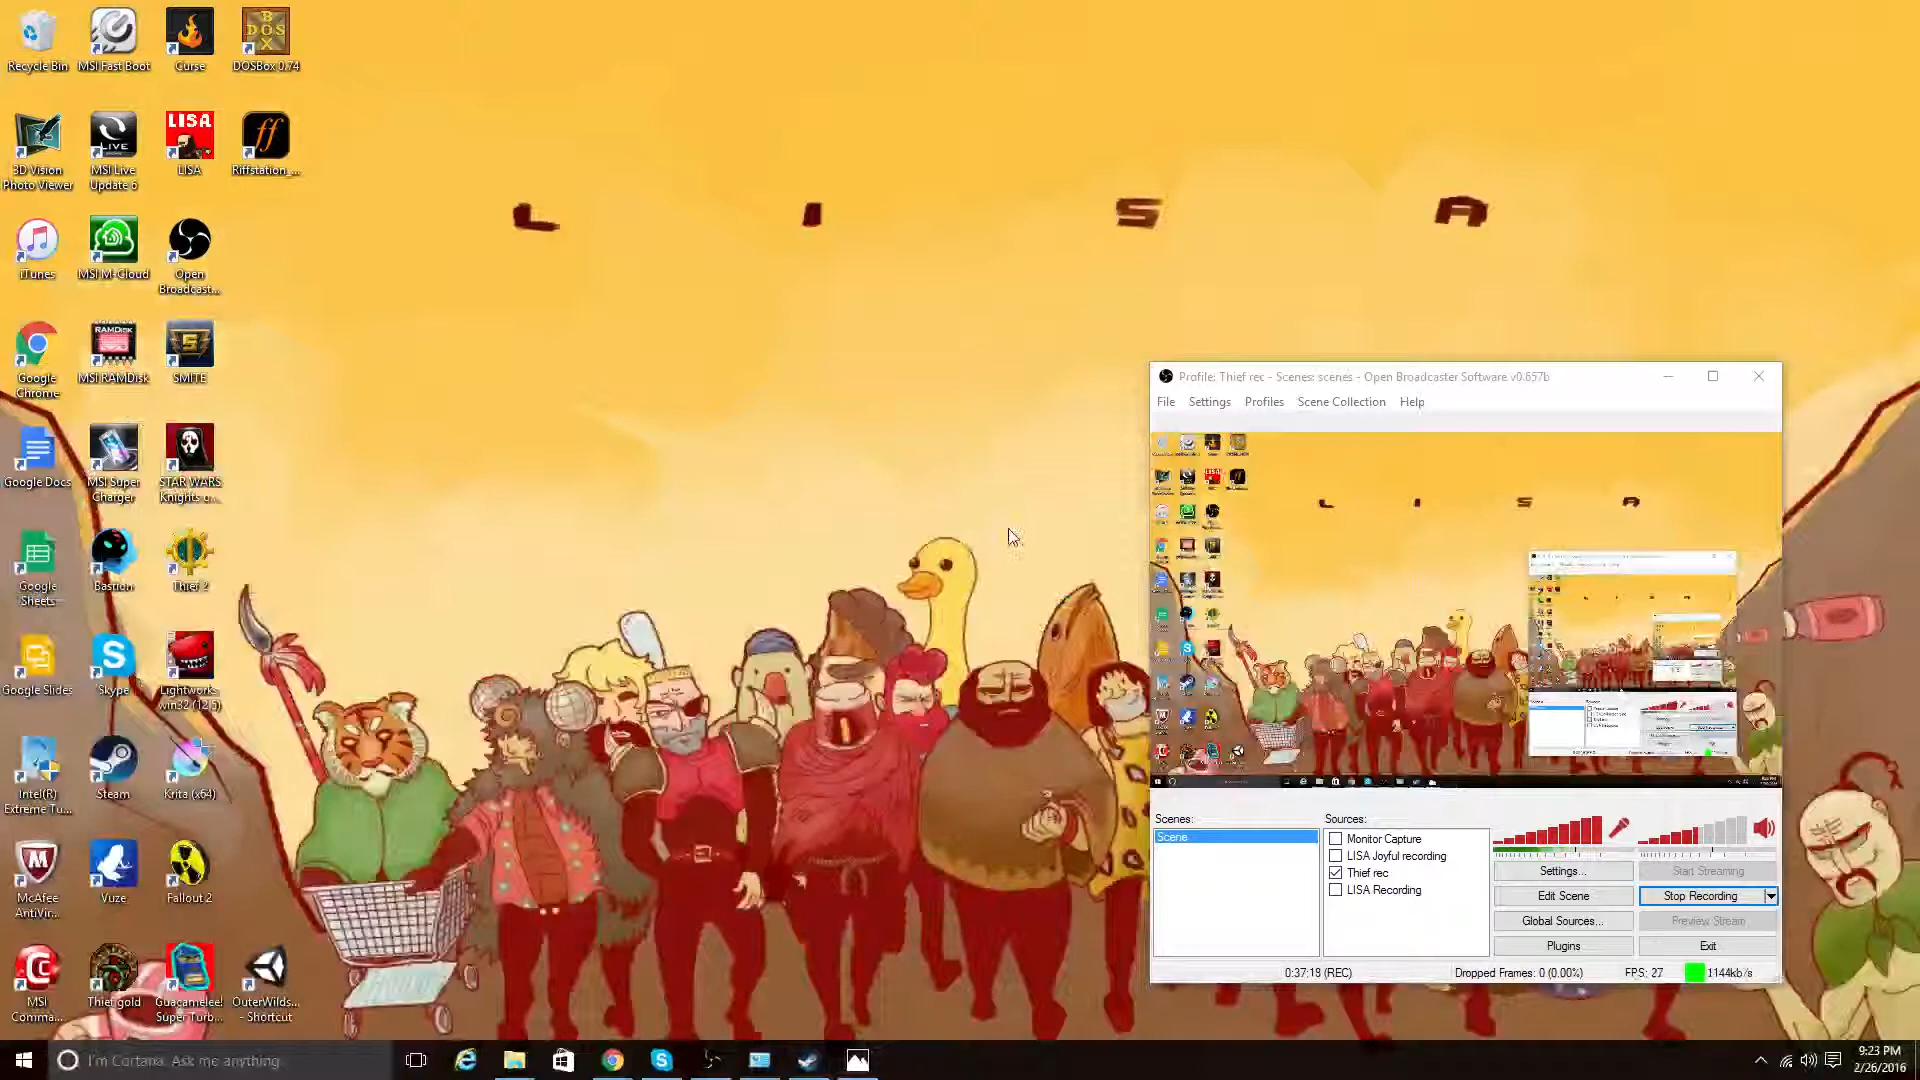 Recycle Bin
MSI Fast Boot
Curse
DOSBox 0.74
3D Vision
Photo Viewer
MSI Live
Update 6
LISA
Riffstation_...
iTunes
MSI M-Cloud
Open
Broadcast...
Google
Chrome
MSI RAMDisk
SMITE
Google Docs
MSI Super
Charger
STAR WARS
Knights o...
Google
Sheets
Bastion
Thief 2
Google Slides
Skype
Lightworks
win32 (12.5)
Intel(R)
Extreme Tu...
Steam
Krita (x64)
McAfee
AntiVir...
Vuze
Fallout 2
MSI
Comma...
Thief gold
Guacamelee!
Super Turb...
OuterWilds...
- Shortcut
L I S A
Profile: Thief rec - Scenes: scenes - Open Broadcaster Software v0.657b
File Settings Profiles Scene Collection Help
Scenes:
Scene
Sources:
Monitor Capture
LISA Joyful recording
Thief rec
LISA Recording
Settings...
Start Streaming
Edit Scene
Stop Recording
Global Sources...
Preview Stream
Plugins
Exit
0:37:18 (REC)
Dropped Frames: 0 (0.00%)
FPS: 27
1144kb/s
I'm Cortana. Ask me anything.
9:23 PM
2/26/2016